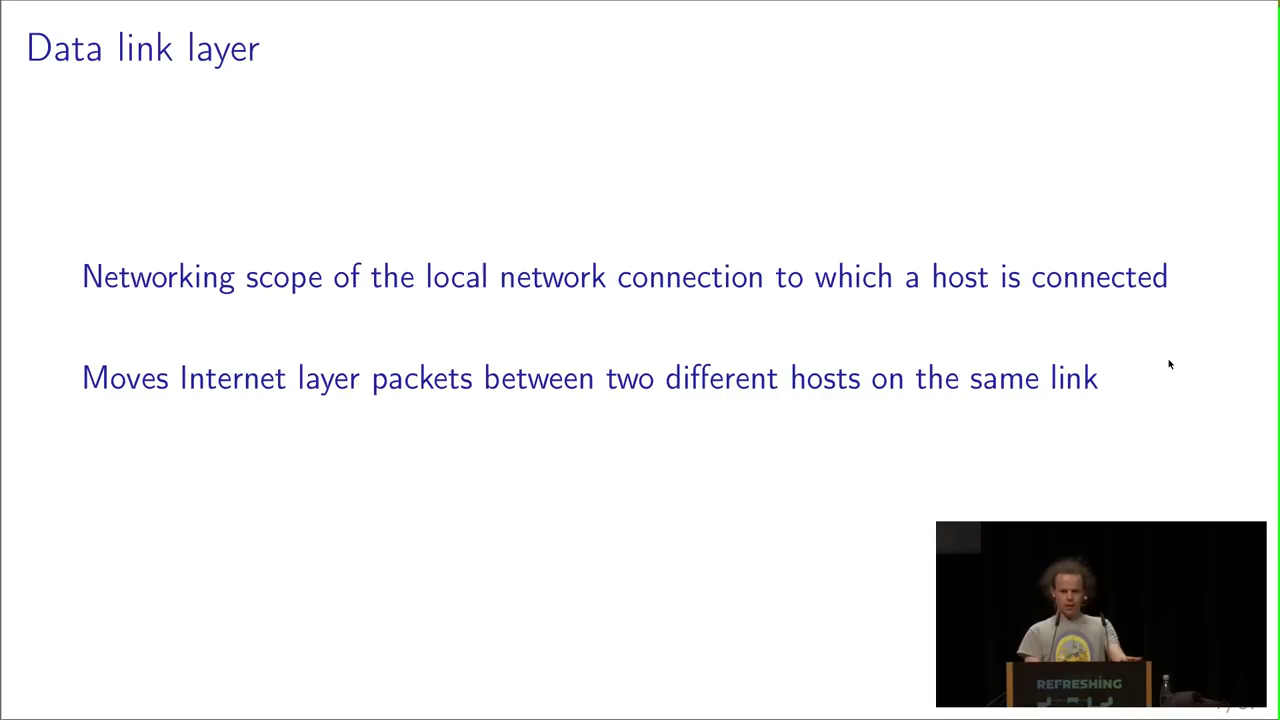 Data link layer
Networking scope of the local network connection to which a host is connected
Moves Internet layer packets between two different hosts on the same link
REFRESHING